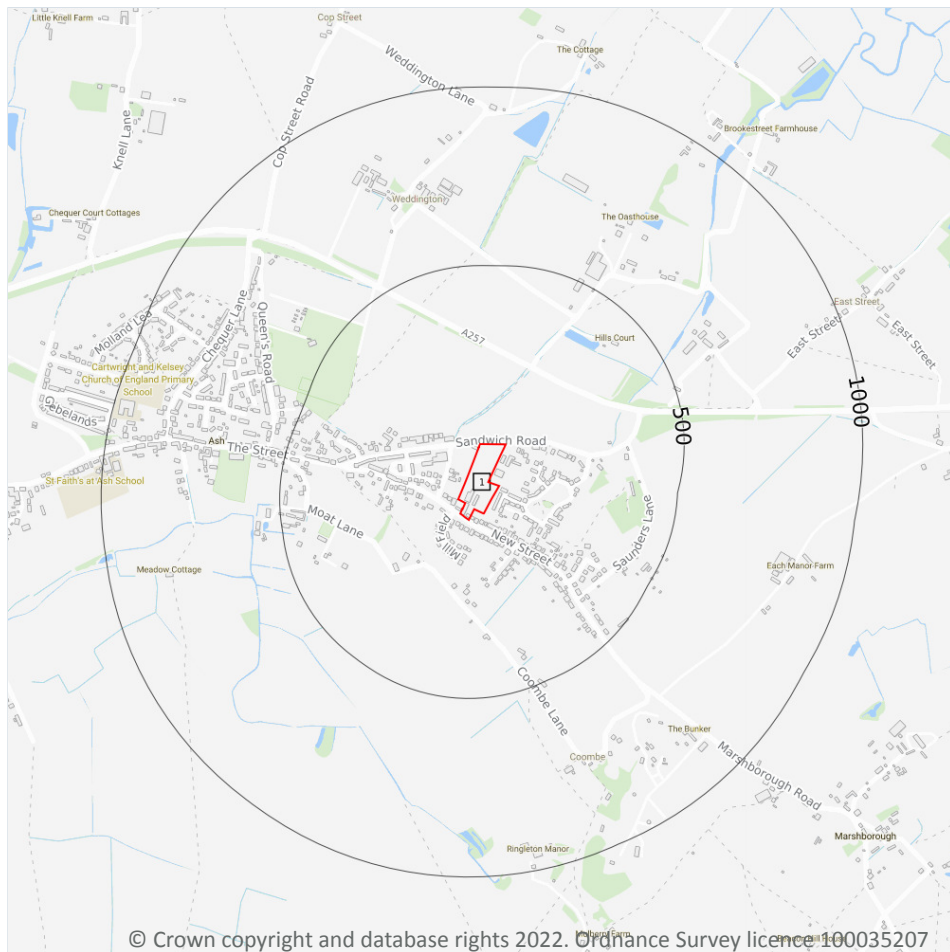 Little Knell Farm
Cop Street
The Cottage
Weddington Lane
Cop Street Road
Knell Lane
Brookestreet Farmhouse
Weddington
Chequer Court Cottages
The Oasthouse
East Street
East Street
East Street
Molland Lea
Chequer Lane
Queen's Road
A257
Hills Court
Cartwright and Kelsey
Church of England Primary
School
1000
500
Gebelands
Ash
The Street
Sandwich Road
St Faith's at Ash School
1
Moat Lane
Mill Field
New Street
Saunders Lane
Meadow Cottage
Each Manor Farm
Coombe Lane
The Bunker
Coombe
Marshborough Road
Marshborough
Ringleton Manor
© Crown copyright and database rights 2022. Ordnance Survey licence 100035207